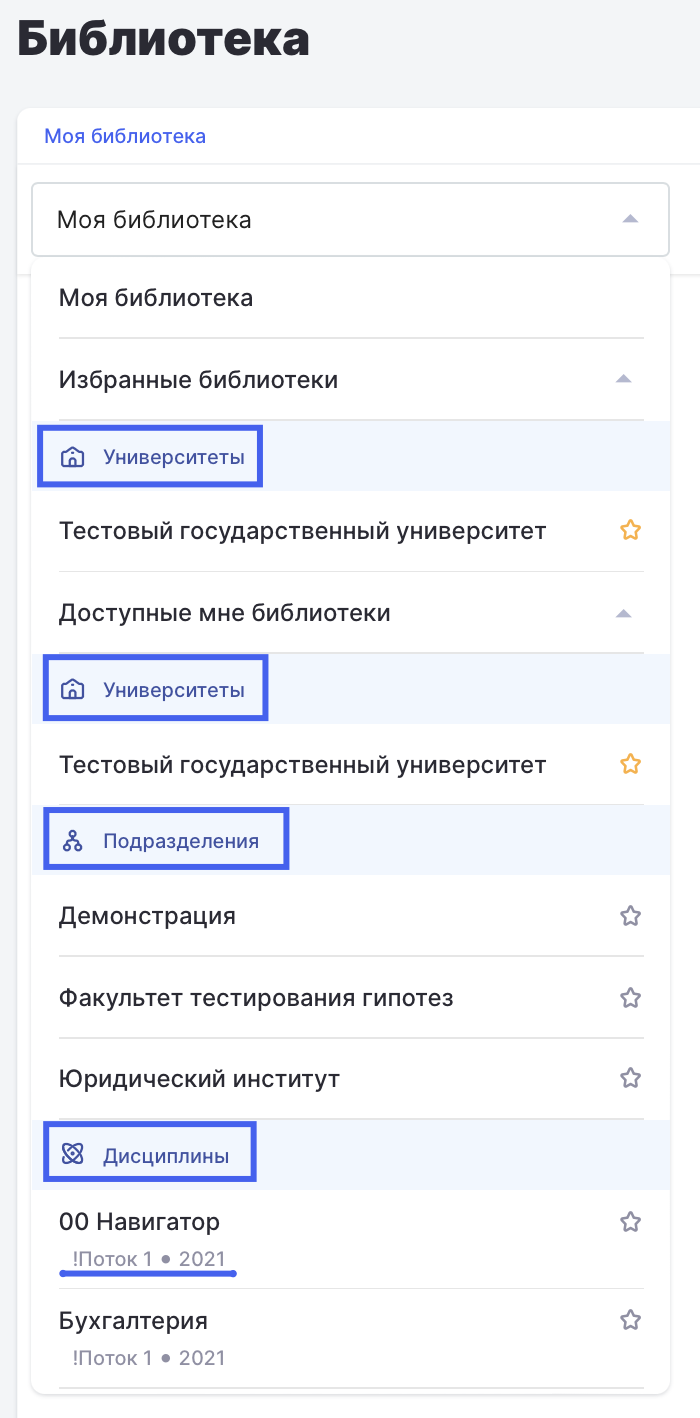 Библиотека
Моя библиотека
Моя библиотека
Моя библиотека
Избранные библиотеки
Университеты
Тестовый государственный университет
Доступные мне библиотеки
Университеты
Тестовый государственный университет
Подразделения
Демонстрация
Факультет тестирования гипотез
Юридический институт
Дисциплины
00 Навигатор
!Поток 1 • 2021
Бухгалтерия
!Поток 1 • 2021